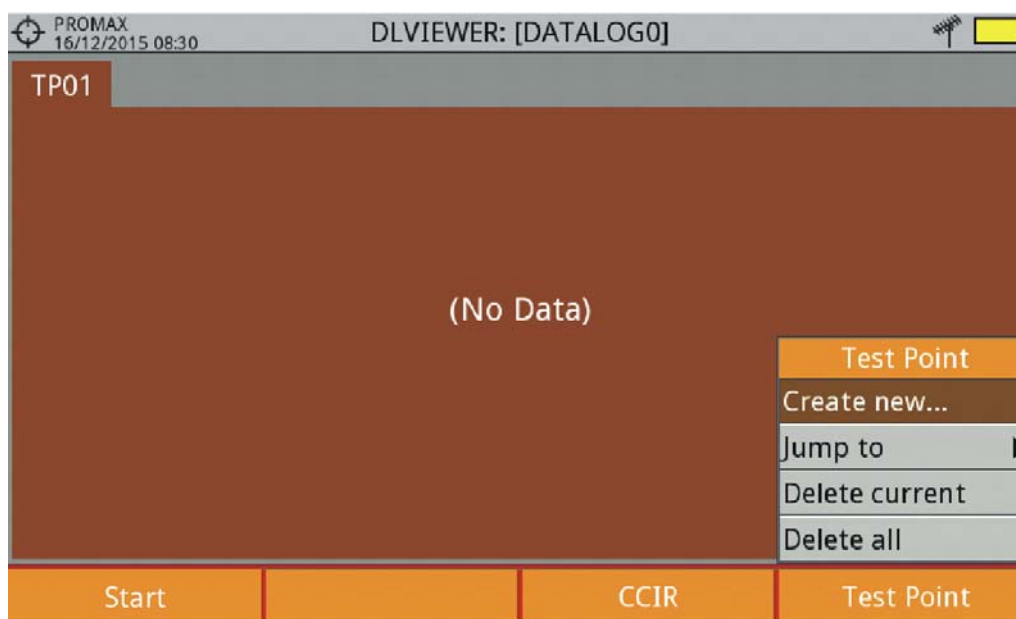 PROMAX
16/12/2015 08:30
DLVIEWER: [DATALOG0]
TP01
(No Data)
Test Point
Create new...
Jump to
Delete current
Delete all
Start
CCIR
Test Point